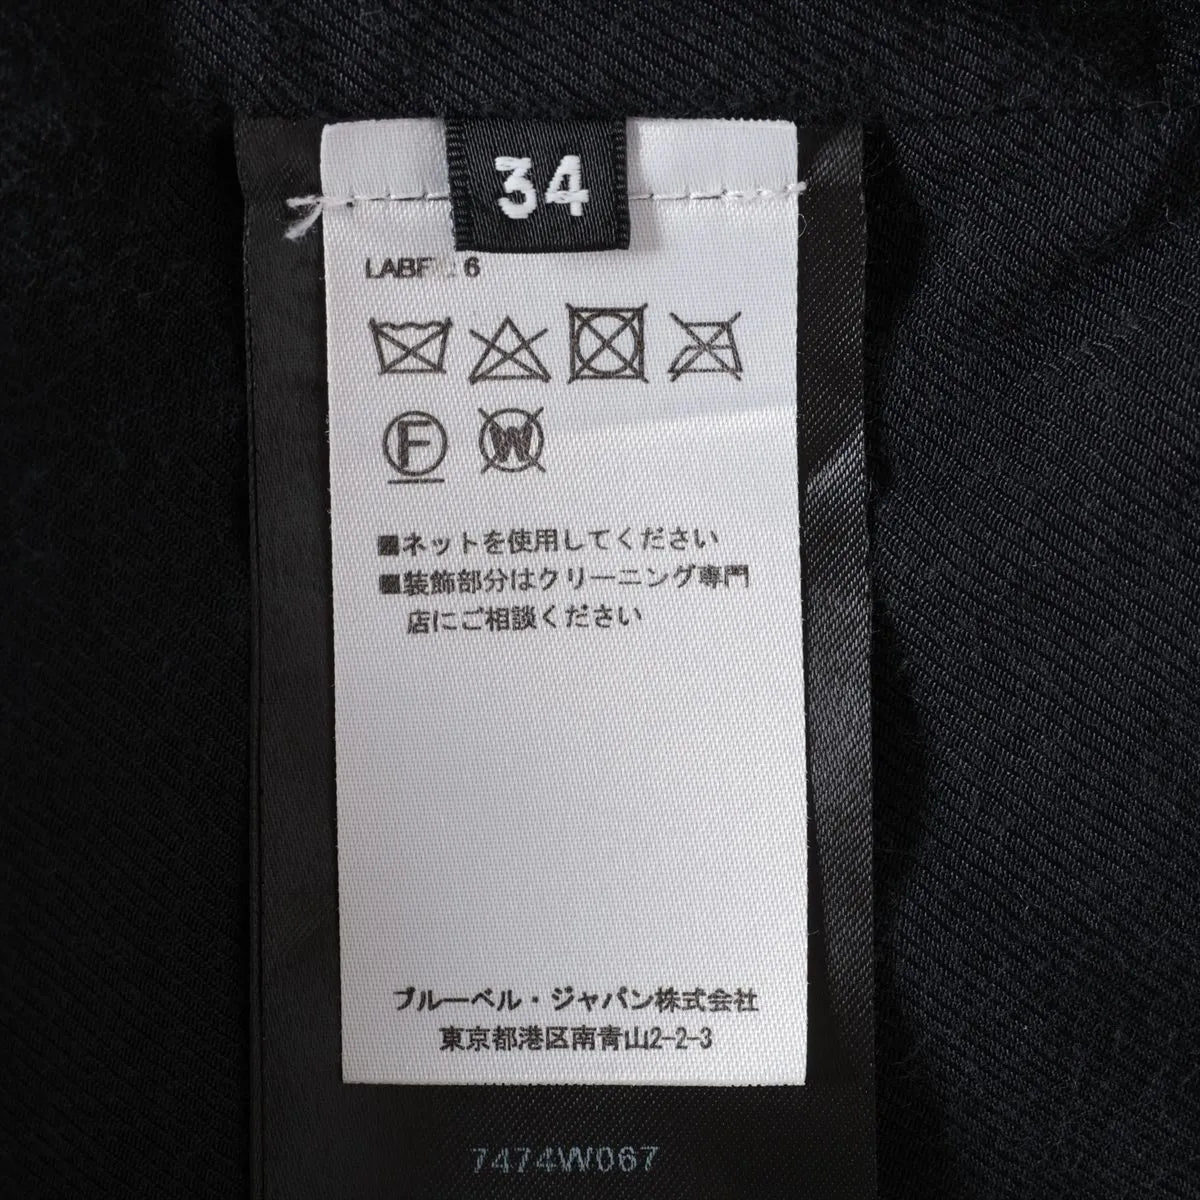 34
LABEL: 6
F
W
■ネットを使用してください
■装飾部分はクリーニング専門
店にご相談ください
ブルーベル・ジャパン株式会社
東京都港区南青山2-2-3
7474W067